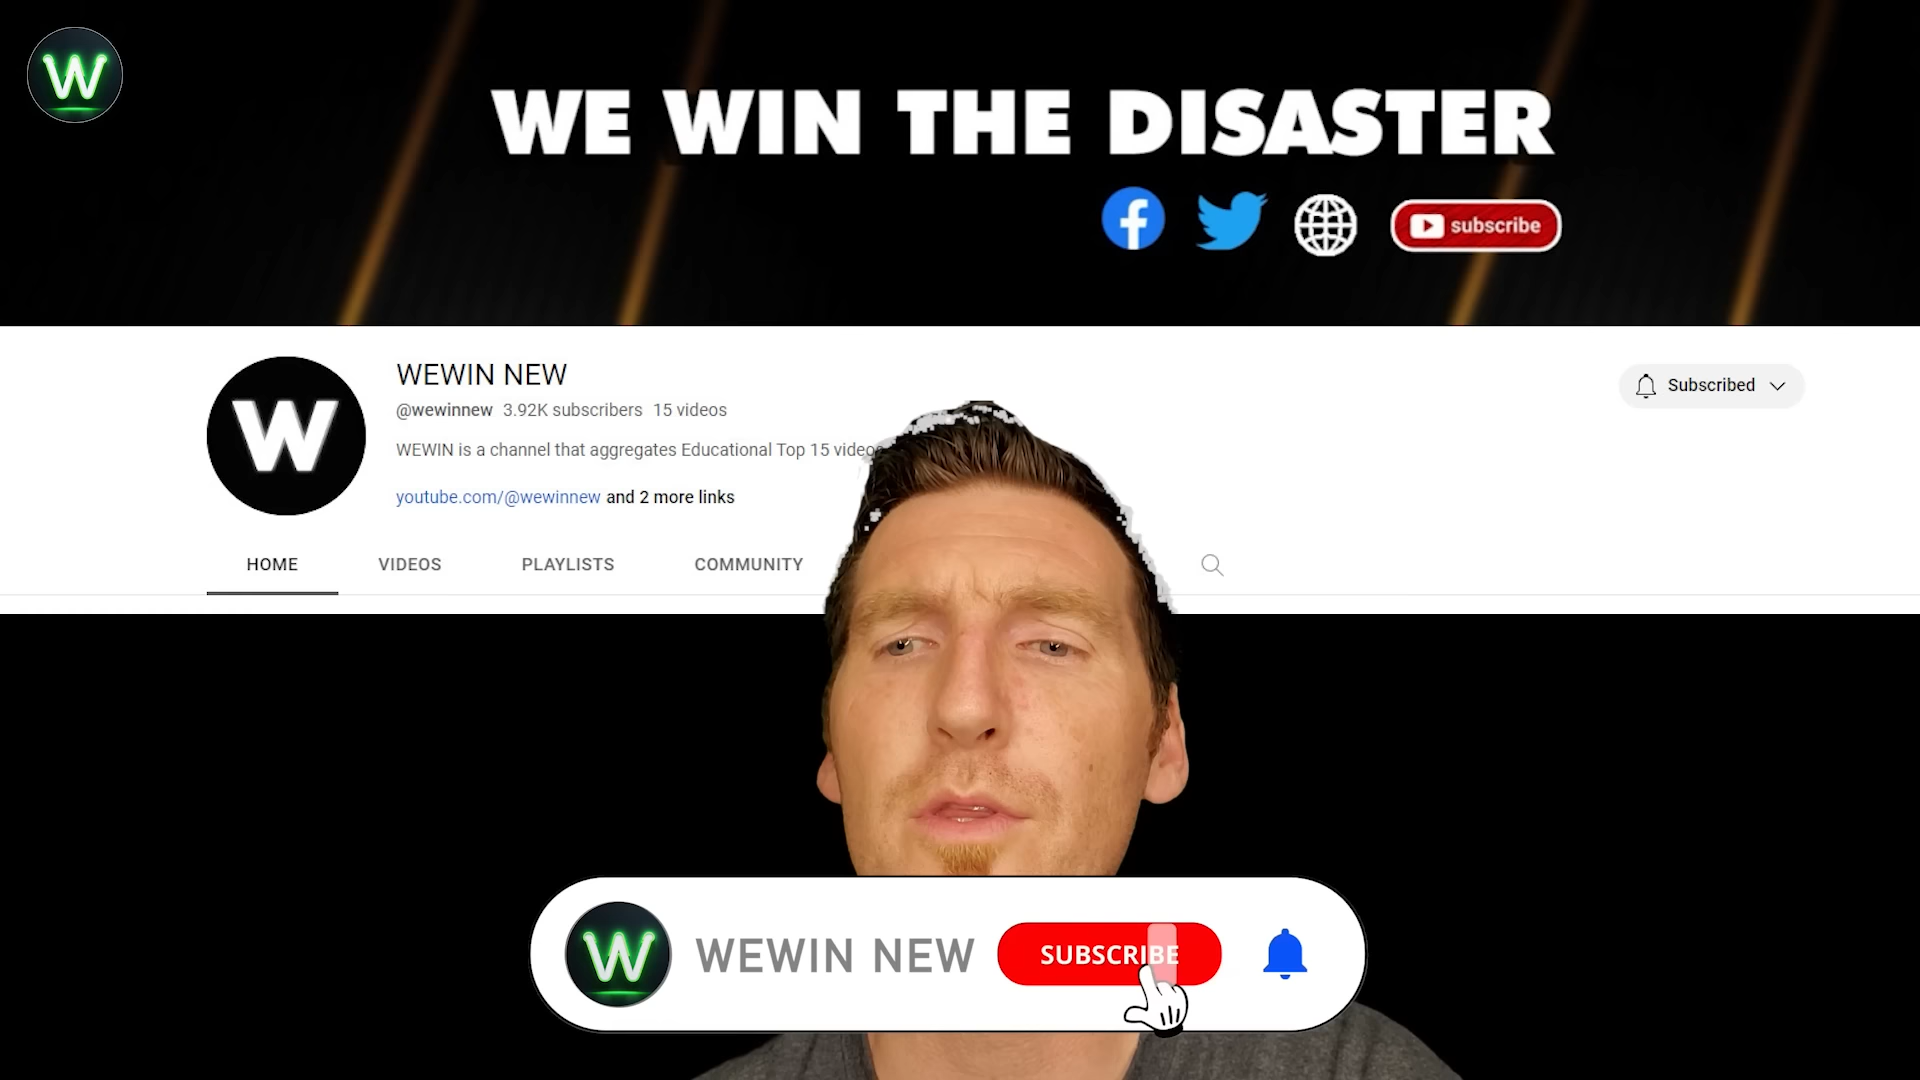 W
WE WIN THE DISASTER
f
subscribe
W
WEWIN NEW
@wewinnew 3.92K subscribers 15 videos
WEWIN is a channel that aggregates Educational Top 15 videos
youtube.com/@wewinnew and 2 more links
Subscribed
HOME VIDEOS PLAYLISTS COMMUNITY
W WEWIN NEW SUBSCRIBE